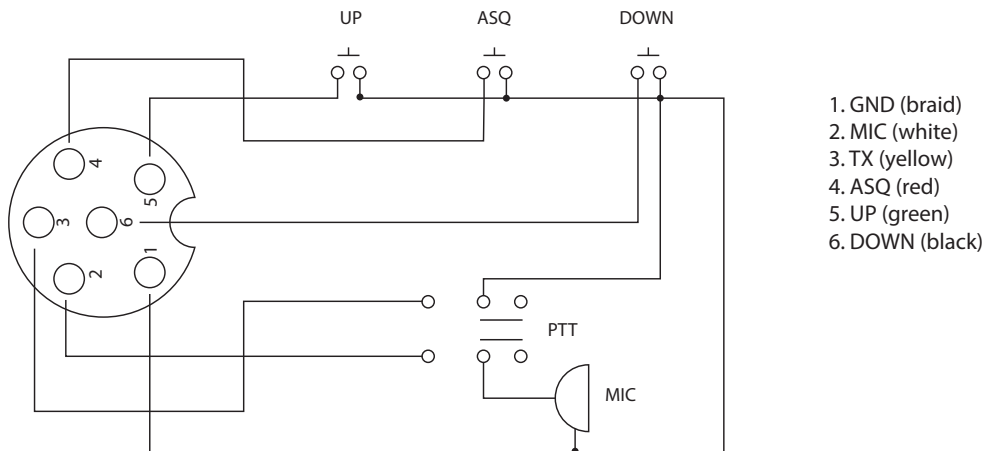 UP
ASQ
DOWN
4
5
3
6
2
1
PTT
MIC
1. GND (braid)
2. MIC (white)
3. TX (yellow)
4. ASQ (red)
5. UP (green)
6. DOWN (black)